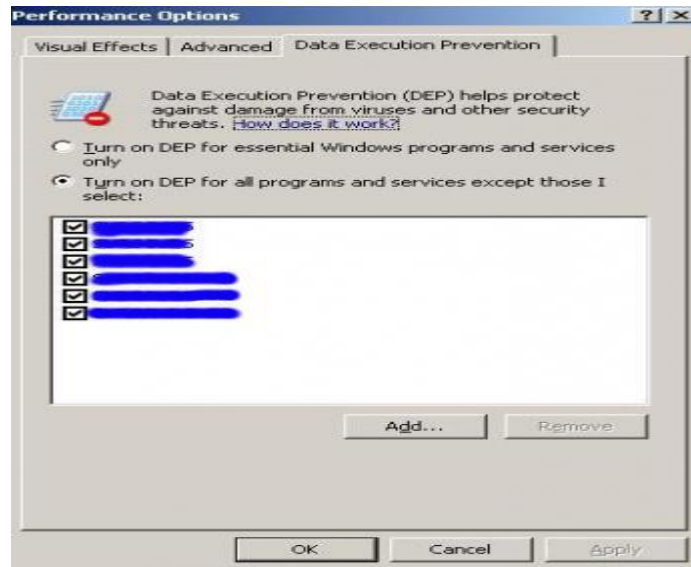 Performance Options
Visual Effects Advanced Data Execution Prevention
Data Execution Prevention (DEP) helps protect
against damage from viruses and other security
threats. How does it work?
Turn on DEP for essential Windows programs and services
only
Turn on DEP for all programs and services except those I
select:
Add... Remove
OK Cancel Apply